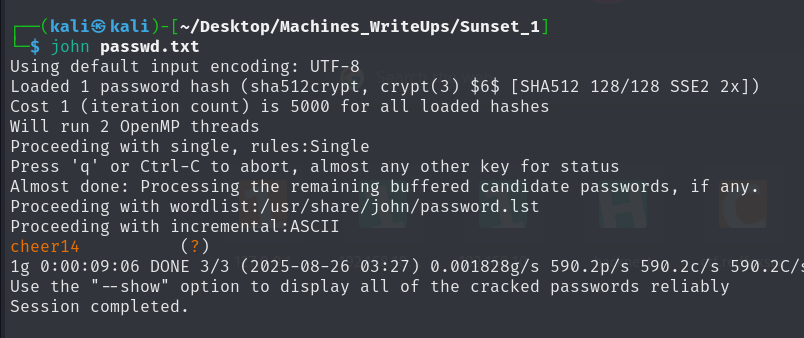 ┌──(kali㉿kali)-[~/Desktop/Machines_WriteUps/Sunset_1]
└─$ john passwd.txt
Using default input encoding: UTF-8
Loaded 1 password hash (sha512crypt, crypt(3) $6$ [SHA512 128/128 SSE2 2x])
Cost 1 (iteration count) is 5000 for all loaded hashes
Will run 2 OpenMP threads
Proceeding with single, rules:Single
Press 'q' or Ctrl-C to abort, almost any other key for status
Almost done: Processing the remaining buffered candidate passwords, if any.
Proceeding with wordlist:/usr/share/john/password.lst
Proceeding with incremental:ASCII
cheer14          (?)
1g 0:00:09:06 DONE 3/3 (2025-08-26 03:27) 0.001828g/s 590.2p/s 590.2c/s 590.2C/s
Use the "--show" option to display all of the cracked passwords reliably
Session completed.